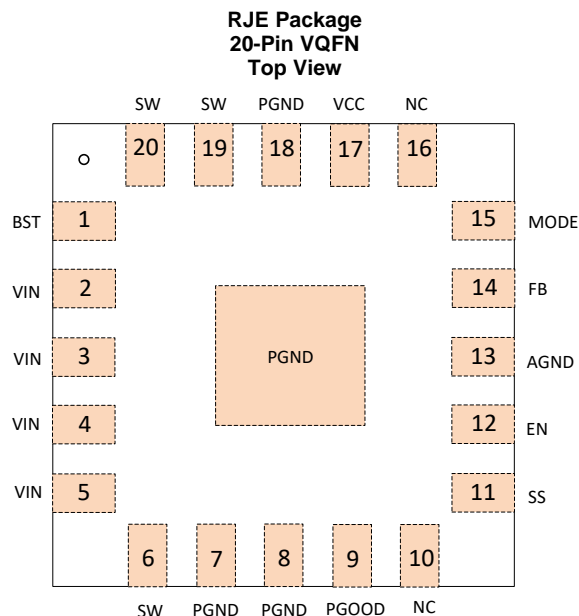 RJE Package
20-Pin VQFN
Top View
SW SW PGND VCC NC
20 19 18 17 16
BST 1 15 MODE
VIN 2 14 FB
VIN 3 PGND 13 AGND
VIN 4 12 EN
VIN 5 11 SS
6 7 8 9 10
SW PGND PGND PGOOD NC